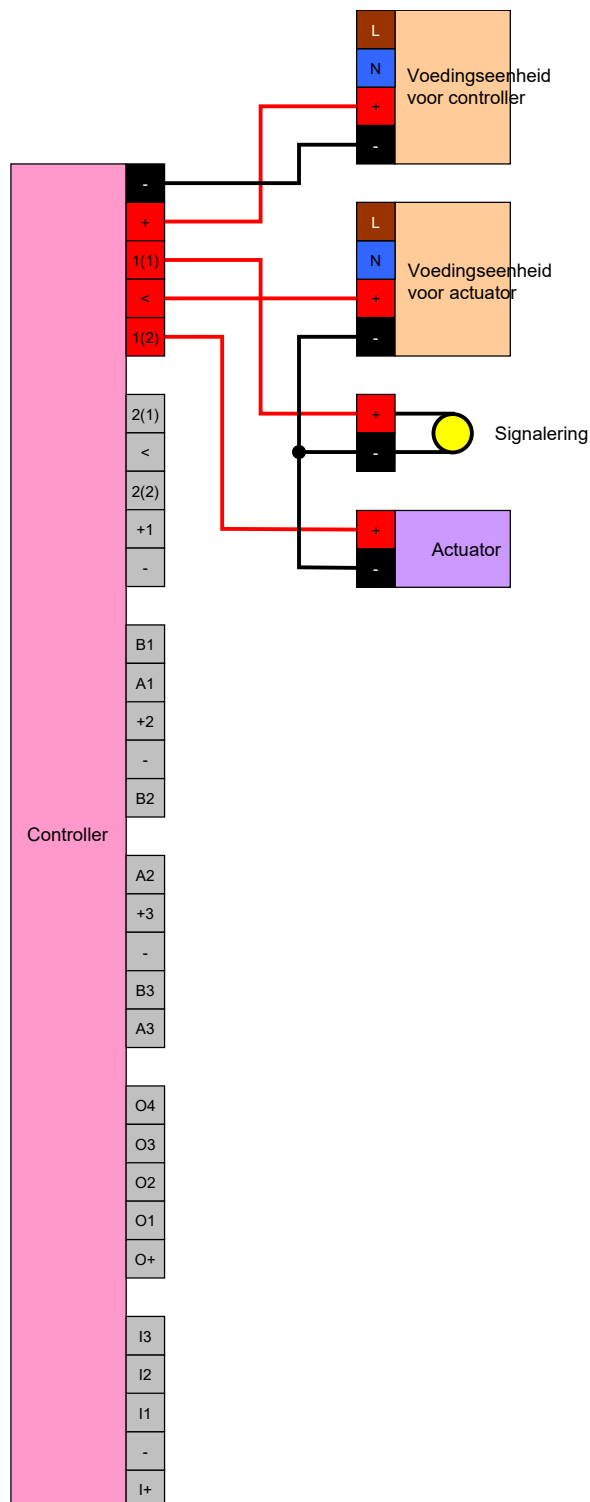 L
N
Voedingseenheid
voor controller
+
-
-
+
1(1)
<
1(2)
L
N
Voedingseenheid
voor actuator
+
-
2(1)
<
2(2)
+1
-
+
-
Signalering
+
-
Actuator
B1
A1
+2
-
B2
Controller
A2
+3
-
B3
A3
O4
O3
O2
O1
O+
I3
I2
I1
-
I+